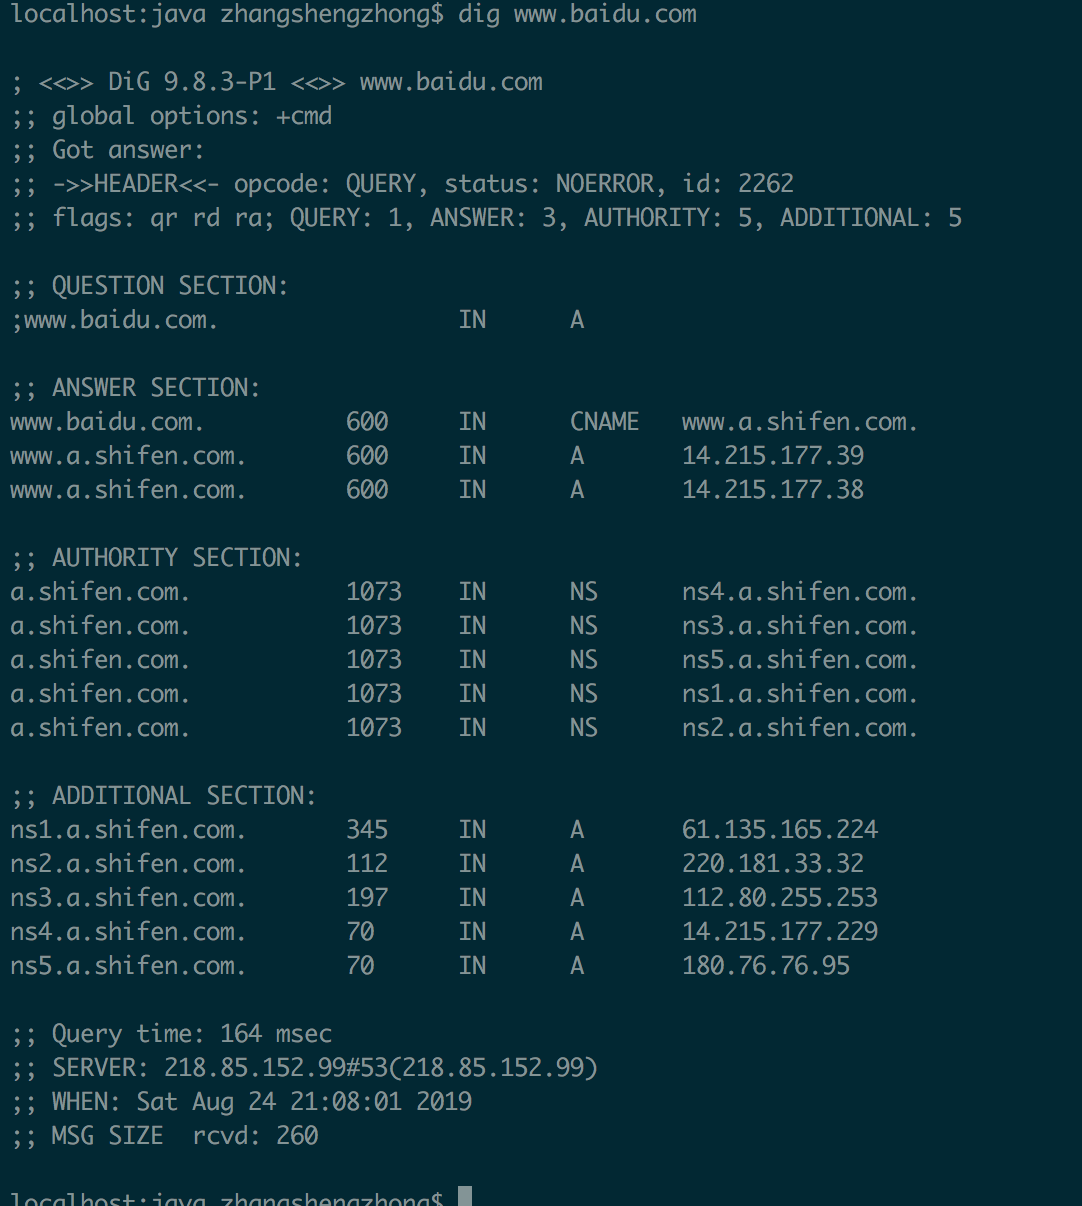 localhost:java zhangshengzhong$ dig www.baidu.com
; <<>> DiG 9.8.3-P1 <<>> www.baidu.com
;; global options: +cmd
;; Got answer:
;; ->>HEADER<<- opcode: QUERY, status: NOERROR, id: 2262
;; flags: qr rd ra; QUERY: 1, ANSWER: 3, AUTHORITY: 5, ADDITIONAL: 5
;; QUESTION SECTION:
;www.baidu.com. IN A
;; ANSWER SECTION:
www.baidu.com. 600 IN CNAME www.a.shifen.com.
www.a.shifen.com. 600 IN A 14.215.177.39
www.a.shifen.com. 600 IN A 14.215.177.38
;; AUTHORITY SECTION:
a.shifen.com. 1073 IN NS ns4.a.shifen.com.
a.shifen.com. 1073 IN NS ns3.a.shifen.com.
a.shifen.com. 1073 IN NS ns5.a.shifen.com.
a.shifen.com. 1073 IN NS ns1.a.shifen.com.
a.shifen.com. 1073 IN NS ns2.a.shifen.com.
;; ADDITIONAL SECTION:
ns1.a.shifen.com. 345 IN A 61.135.165.224
ns2.a.shifen.com. 112 IN A 220.181.33.32
ns3.a.shifen.com. 197 IN A 112.80.255.253
ns4.a.shifen.com. 70 IN A 14.215.177.229
ns5.a.shifen.com. 70 IN A 180.76.76.95
;; Query time: 164 msec
;; SERVER: 218.85.152.99#53(218.85.152.99)
;; WHEN: Sat Aug 24 21:08:01 2019
;; MSG SIZE  rcvd: 260
localhost:java zhangshengzhong$